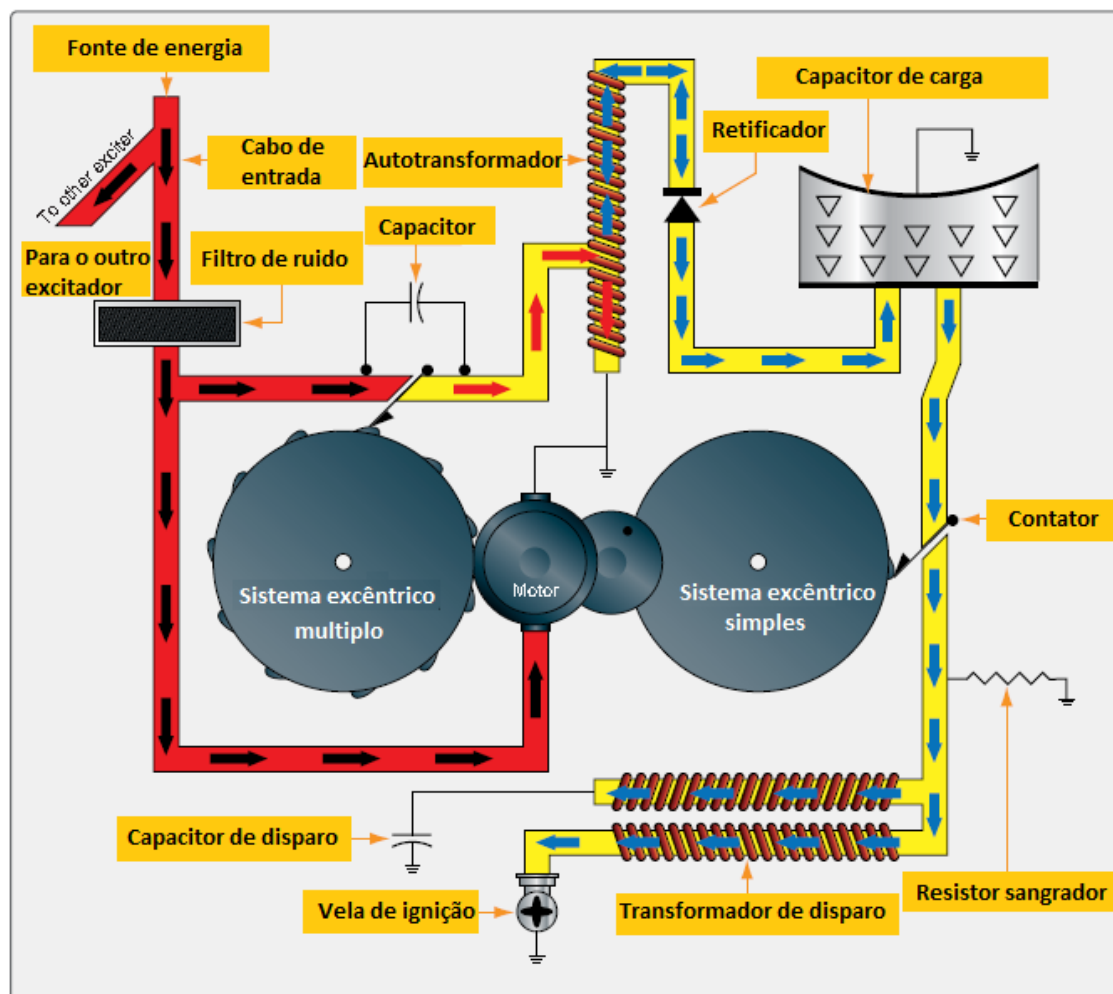 Fonte de energia
Cabo de
entrada
To other exciter
Para o outro
excitador
Filtro de ruido
Capacitor
Autotransformador
Retificador
Capacitor de carga
Contator
Sistema excêntrico
multiplo
Motor
Sistema excêntrico
simples
Capacitor de disparo
Vela de ignição
Transformador de disparo
Resistor sangrador